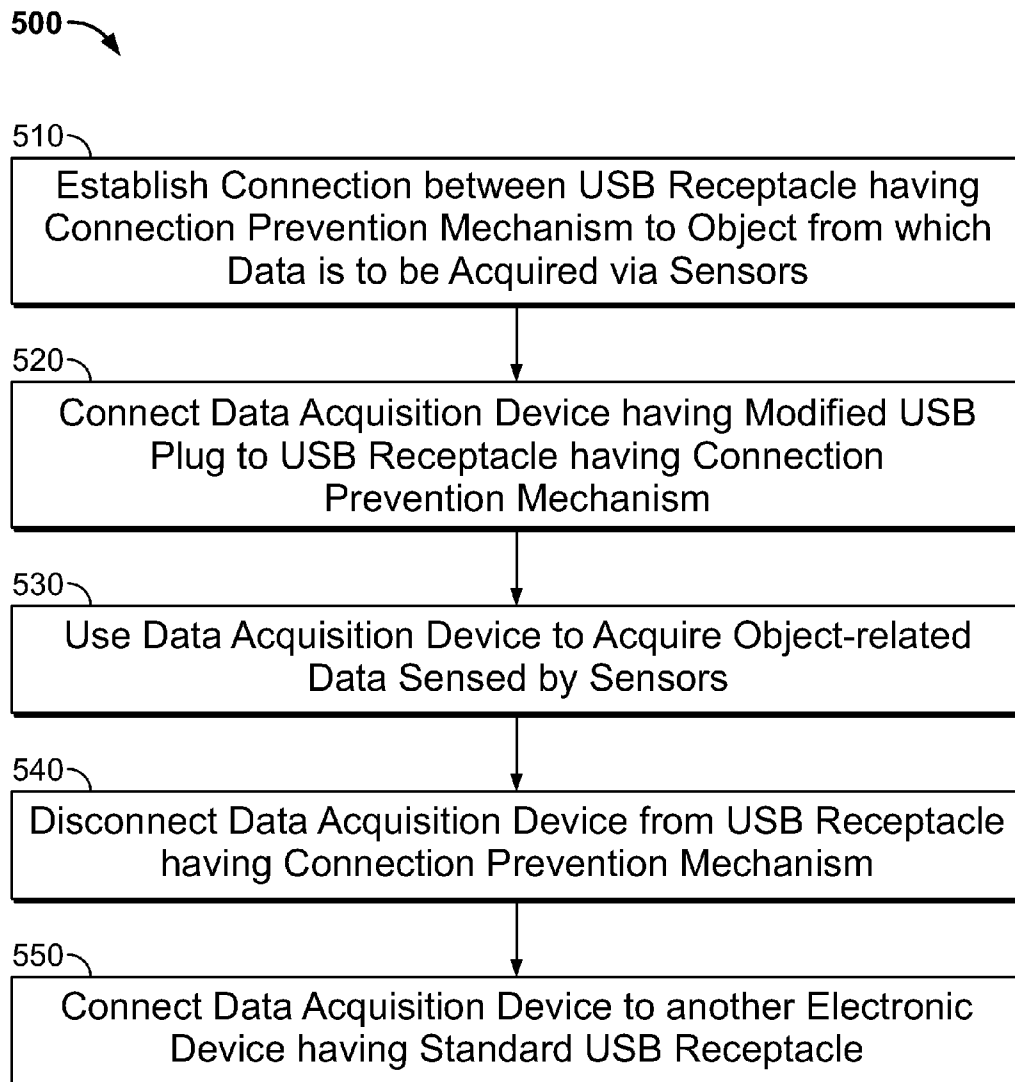 500
510
Establish Connection between USB Receptacle having
Connection Prevention Mechanism to Object from which
Data is to be Acquired via Sensors
520
Connect Data Acquisition Device having Modified USB
Plug to USB Receptacle having Connection
Prevention Mechanism
530
Use Data Acquisition Device to Acquire Object-related
Data Sensed by Sensors
540
Disconnect Data Acquisition Device from USB Receptacle
having Connection Prevention Mechanism
550
Connect Data Acquisition Device to another Electronic
Device having Standard USB Receptacle